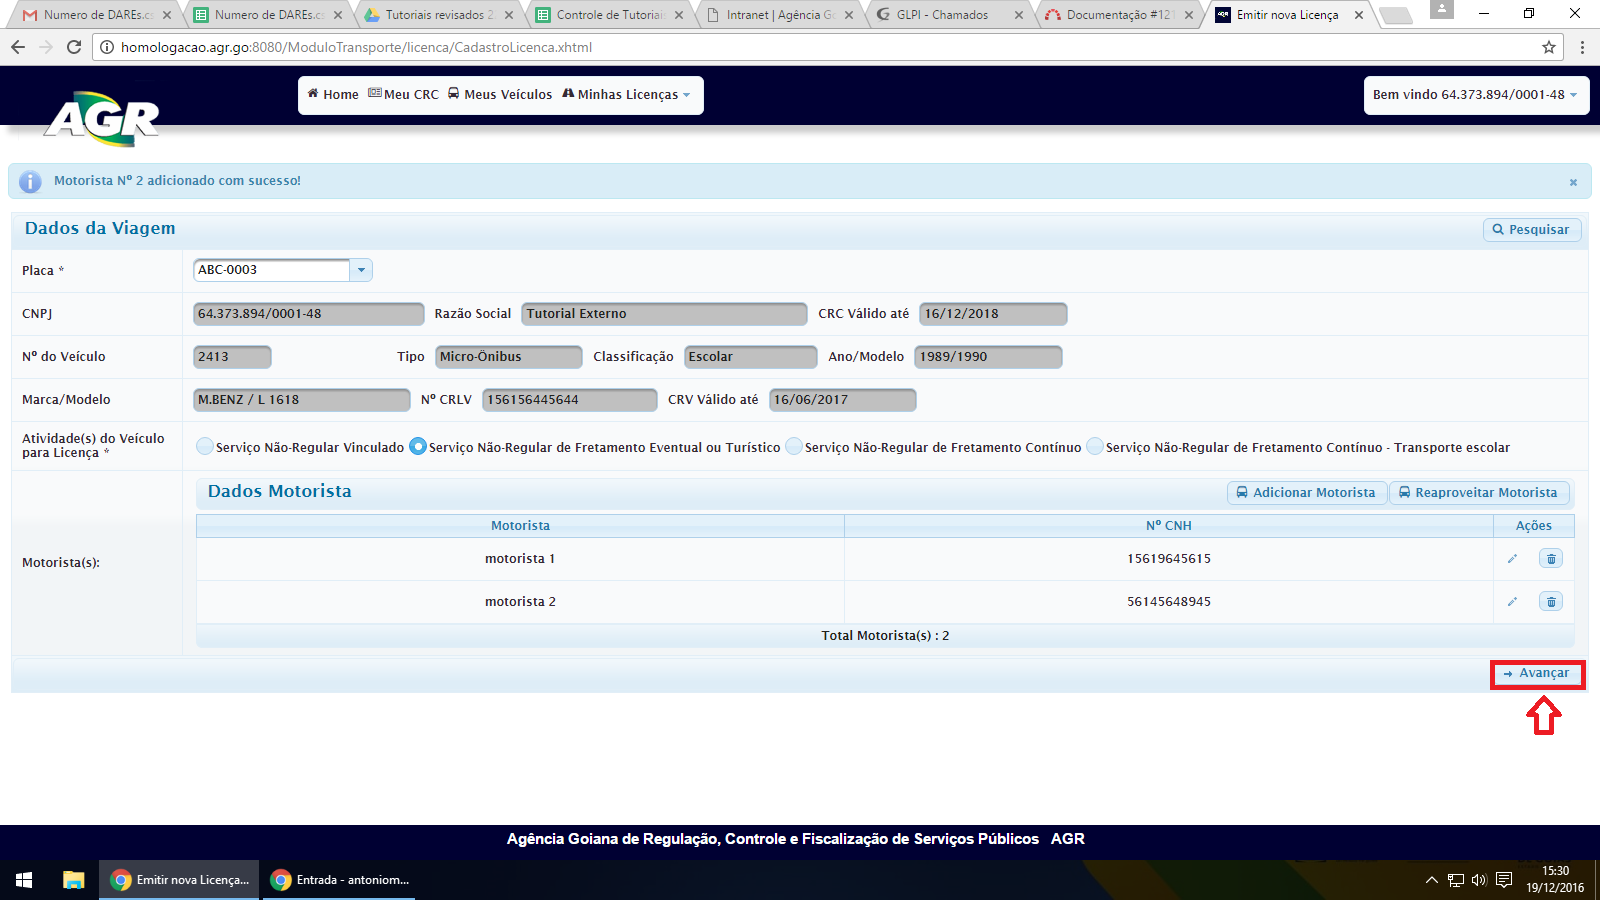 Numero de DAREs.cs
Numero de DAREs.cs
Tutoriais revisados 2
Controle de Tutoriai
Intranet | Agência Go
GLPI - Chamados
Documentação #121
Emitir nova Licença
homologacao.agr.go:8080/ModuloTransporte/licenca/CadastroLicenca.xhtml
AGR
Home Meu CRC Meus Veículos Minhas Licenças
Bem vindo 64.373.894/0001-48
Motorista Nº 2 adicionado com sucesso!
Dados da Viagem
Pesquisar
Placa * ABC-0003
CNPJ 64.373.894/0001-48 Razão Social Tutorial Externo CRC Válido até 16/12/2018
Nº do Veículo 2413 Tipo Micro-Ônibus Classificação Escolar Ano/Modelo 1989/1990
Marca/Modelo M.BENZ / L 1618 Nº CRLV 156156445644 CRV Válido até 16/06/2017
Atividade(s) do Veículo
para Licença *
Serviço Não-Regular Vinculado Serviço Não-Regular de Fretamento Eventual ou Turístico Serviço Não-Regular de Fretamento Contínuo Serviço Não-Regular de Fretamento Contínuo - Transporte escolar
Motorista(s):
Dados Motorista
Adicionar Motorista Reaproveitar Motorista
Motorista Nº CNH Ações
motorista 1 15619645615
motorista 2 56145648945
Total Motorista(s) : 2
Avançar
Agência Goiana de Regulação, Controle e Fiscalização de Serviços Públicos AGR
Emitir nova Licença...
Entrada - antoniom...
15:30
19/12/2016